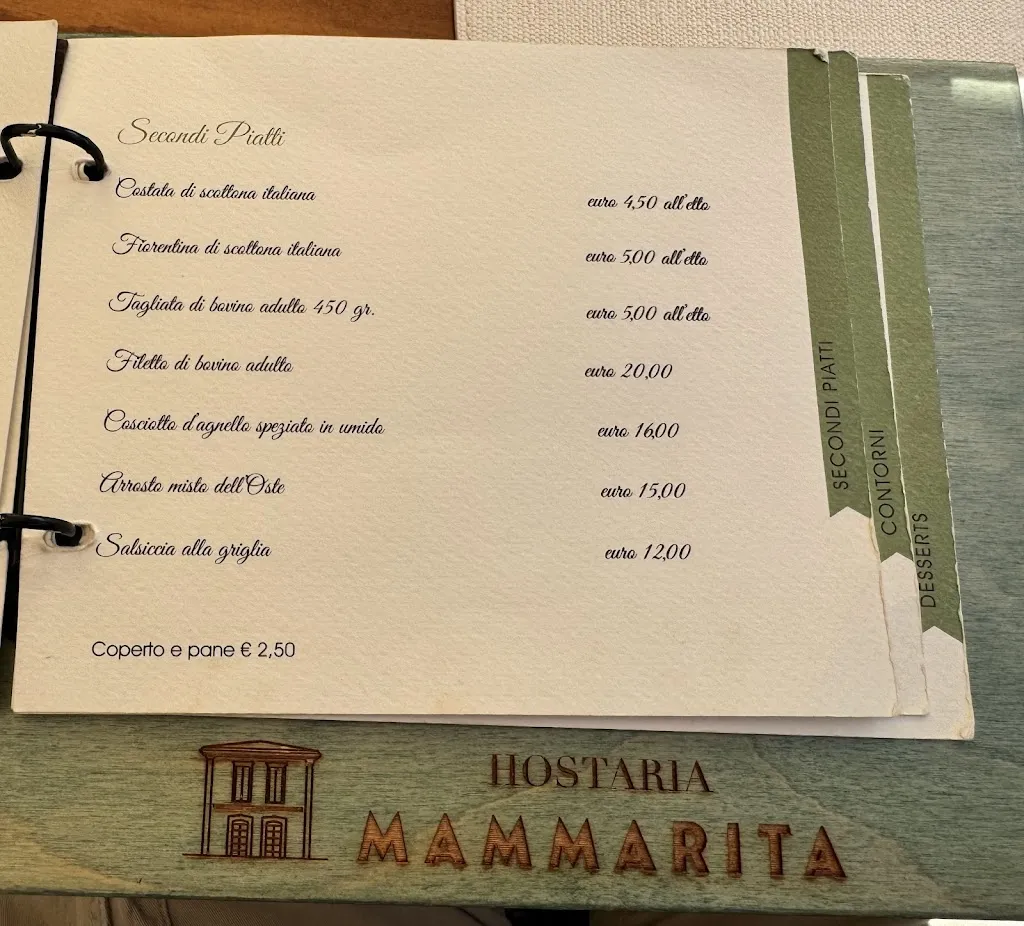 Secondi Piatti
Costata di scottona italiana euro 4,50 all'etto
Fiorentina di scottona italiana euro 5,00 all'etto
Tagliata di bovino adulto 450 gr. euro 5,00 all'etto
Filetto di bovino adulto euro 20,00
Cosciotto d'agnello speziato in umido euro 16,00
Arrosto misto dell'Oste euro 15,00
Salsiccia alla griglia euro 12,00
Coperto e pane € 2,50
SECONDI PIATTI
CONTORNI
DESSERTS
HOSTARIA
MAMMARITA